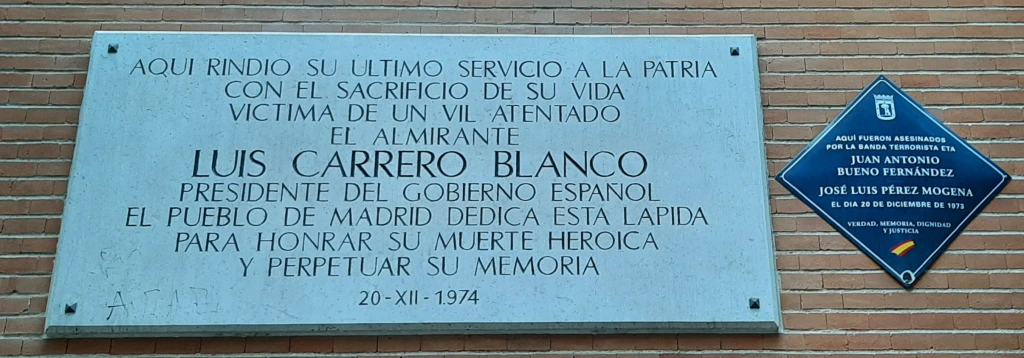 AQUI RINDIO SU ULTIMO SERVICIO A LA PATRIA
CON EL SACRIFICIO DE SU VIDA
VICTIMA DE UN VIL ATENTADO
EL ALMIRANTE
LUIS CARRERO BLANCO
PRESIDENTE DEL GOBIERNO ESPAÑOL
EL PUEBLO DE MADRID DEDICA ESTA LAPIDA
PARA HONRAR SU MUERTE HEROICA
Y PERPETUAR SU MEMORIA
20-XII-1.974
AQUÍ FUERON ASESINADOS
POR LA BANDA TERRORISTA ETA
JUAN ANTONIO
BUENO FERNÁNDEZ
JOSÉ LUIS PÉREZ MOGENA
EL DIA 20 DE DICIEMBRE DE 1973
VERDAD, MEMORIA, DIGNIDAD
Y JUSTICIA